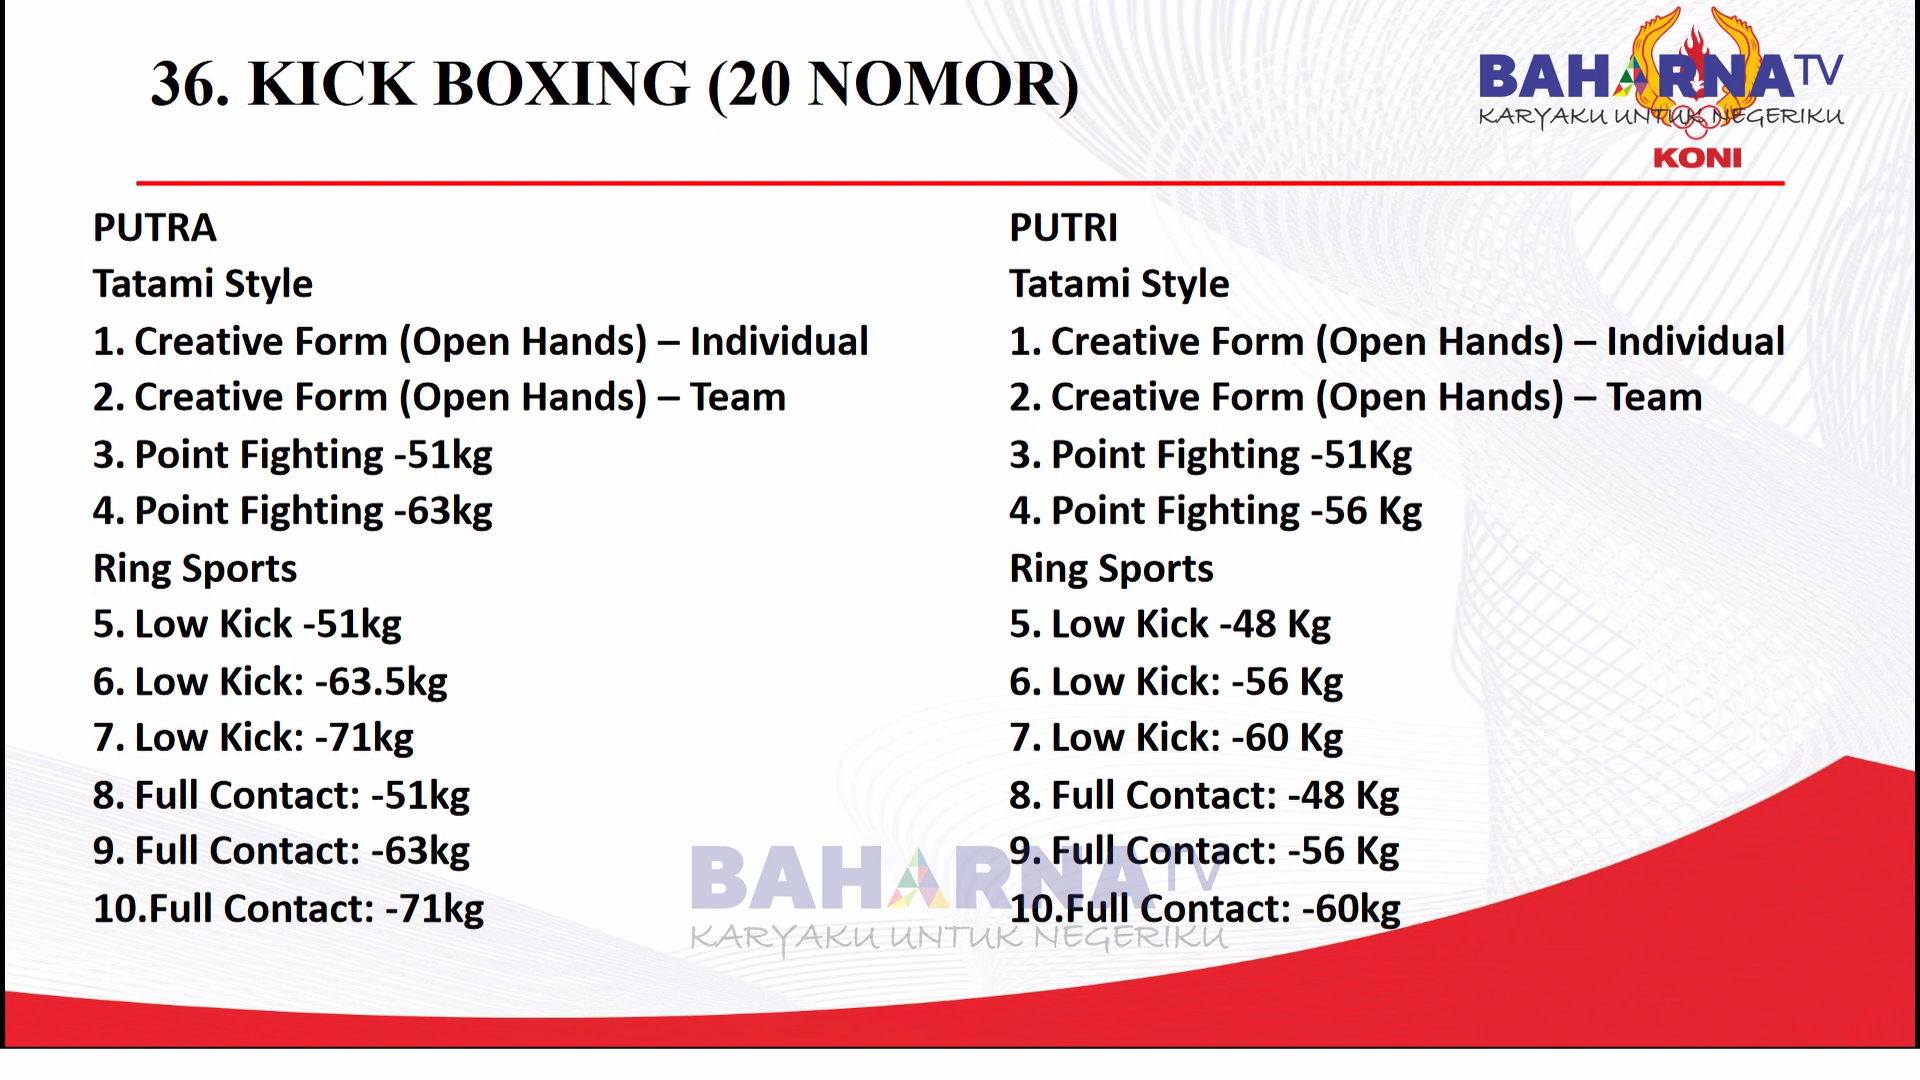 36. KICK BOXING (20 NOMOR)
BAHARNA TV
KARYAKU UNTUK NEGERIKU
KONI
PUTRA
Tatami Style
1. Creative Form (Open Hands) – Individual
2. Creative Form (Open Hands) – Team
3. Point Fighting -51kg
4. Point Fighting -63kg
Ring Sports
5. Low Kick -51kg
6. Low Kick: -63.5kg
7. Low Kick: -71kg
8. Full Contact: -51kg
9. Full Contact: -63kg
10.Full Contact: -71kg
PUTRI
Tatami Style
1. Creative Form (Open Hands) – Individual
2. Creative Form (Open Hands) – Team
3. Point Fighting -51Kg
4. Point Fighting -56 Kg
Ring Sports
5. Low Kick -48 Kg
6. Low Kick: -56 Kg
7. Low Kick: -60 Kg
8. Full Contact: -48 Kg
9. Full Contact: -56 Kg
10.Full Contact: -60kg
BAHARNA TV
KARYAKU UNTUK NEGERIKU